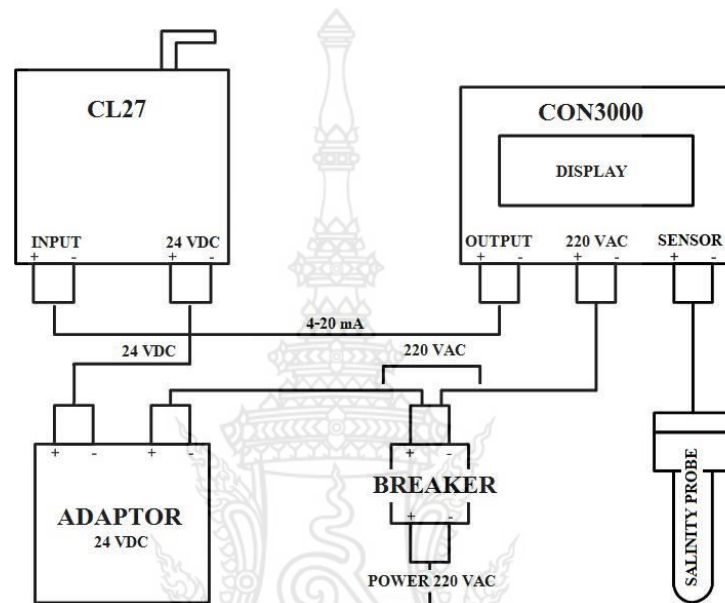 CL27
INPUT 24 VDC
+ - + -
CON3000
DISPLAY
OUTPUT 220 VAC SENSOR
+ - + - + -
4-20 mA
24 VDC
220 VAC
+ - + -
ADAPTOR
24 VDC
+ -
BREAKER
+ -
POWER 220 VAC
SALINITY PROBE